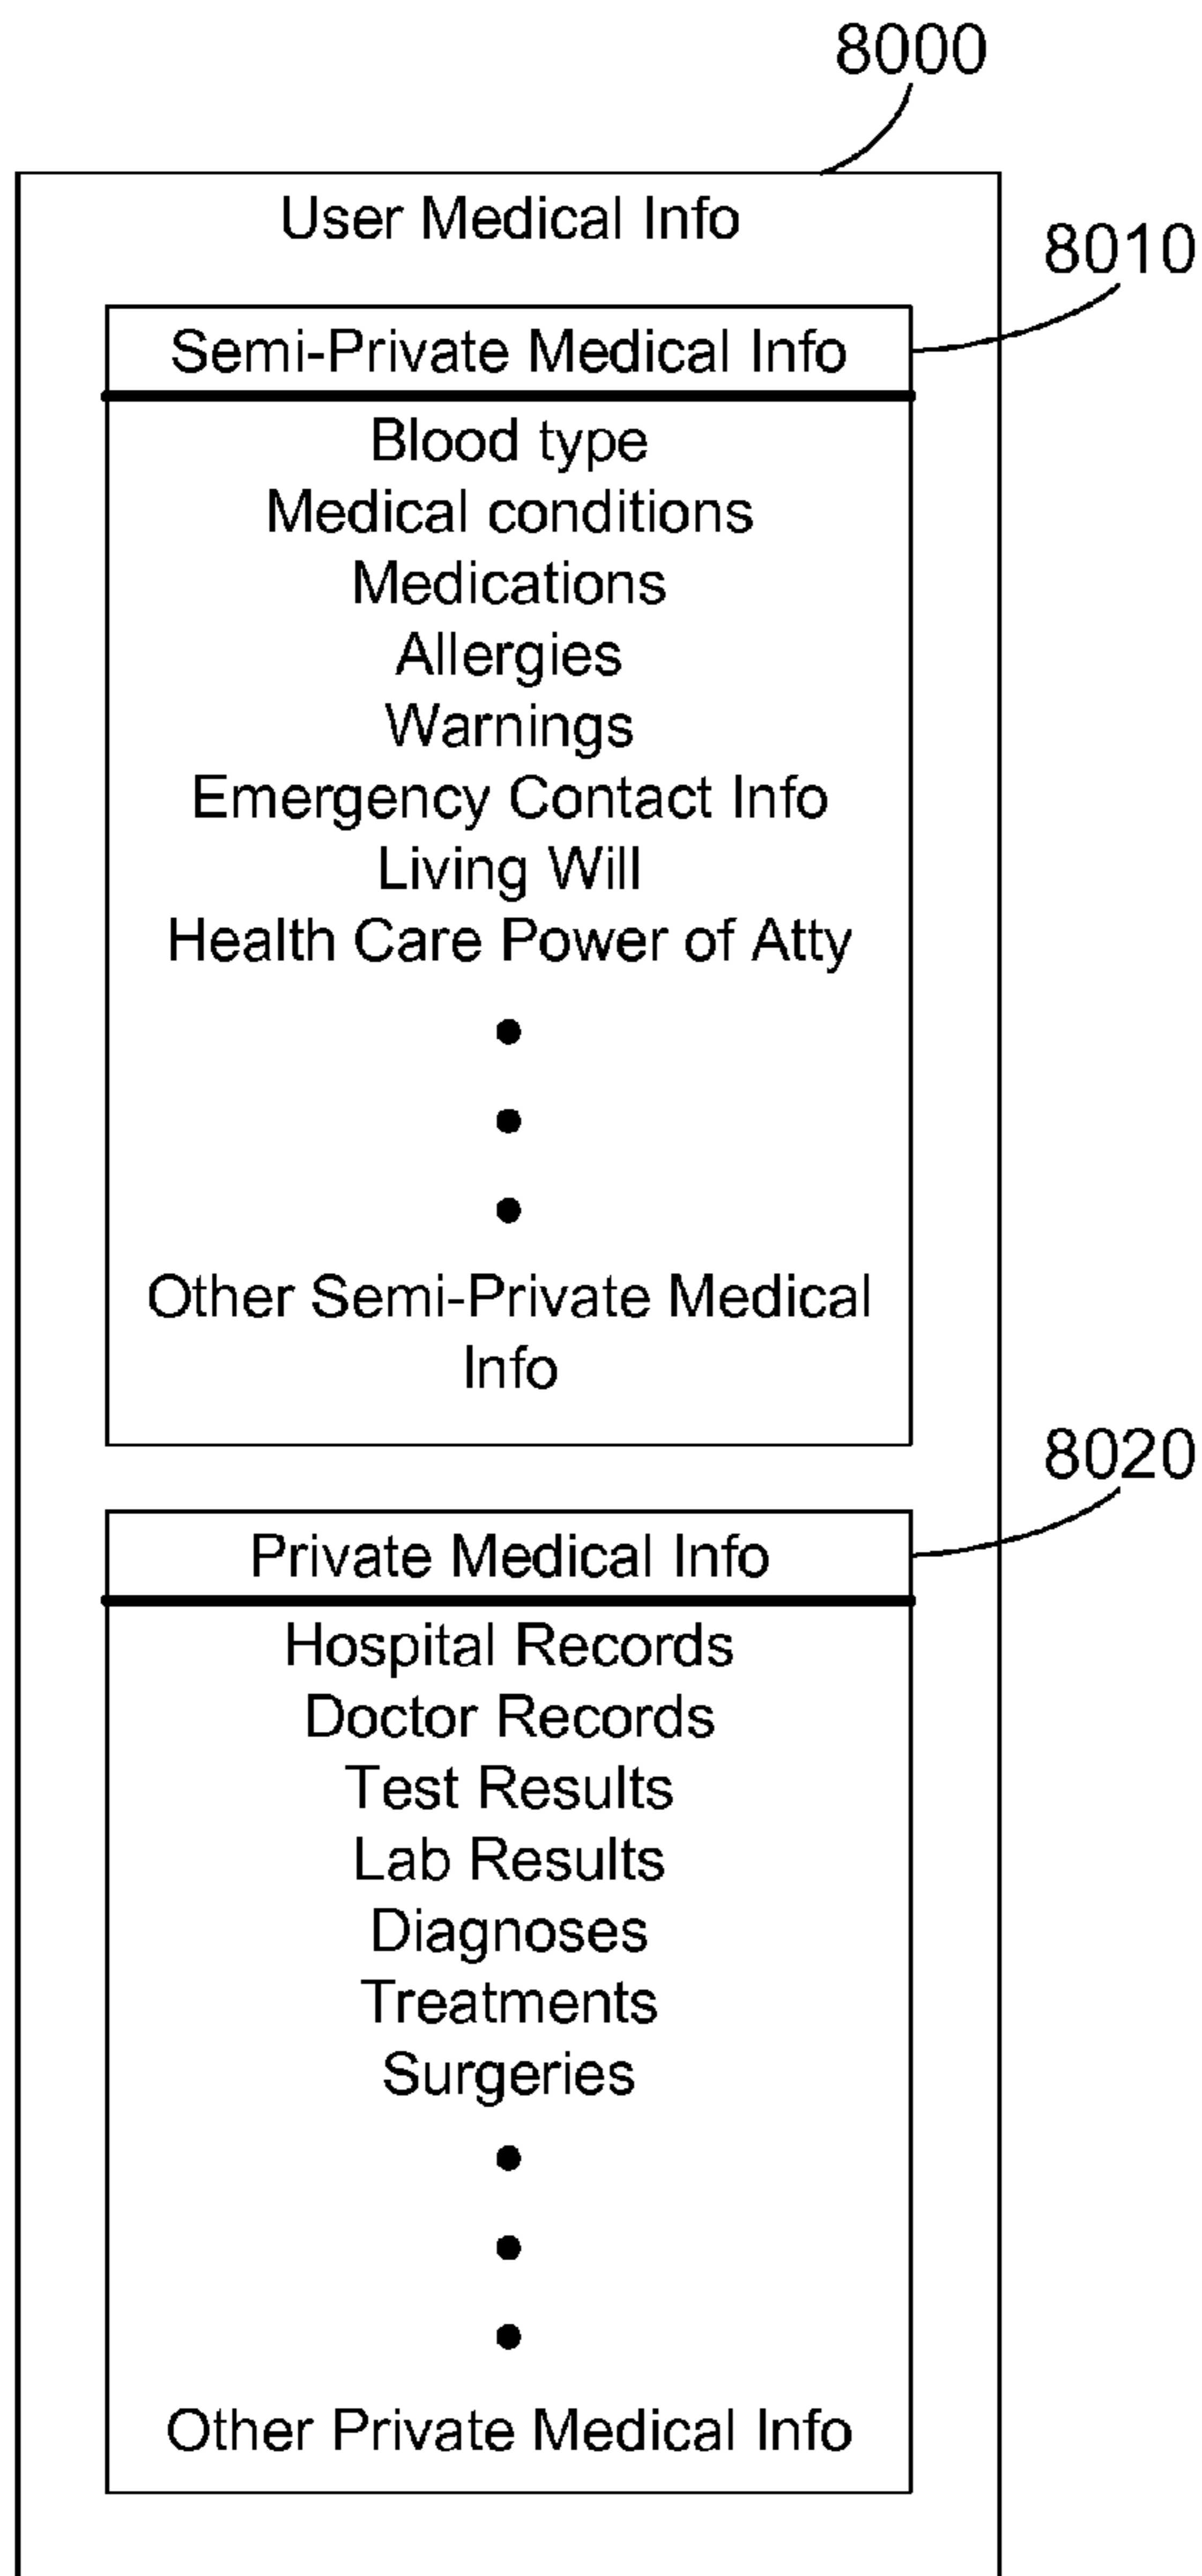 8000
User Medical Info
8010
Semi-Private Medical Info
Blood type
Medical conditions
Medications
Allergies
Warnings
Emergency Contact Info
Living Will
Health Care Power of Atty
•
•
•
Other Semi-Private Medical
Info
8020
Private Medical Info
Hospital Records
Doctor Records
Test Results
Lab Results
Diagnoses
Treatments
Surgeries
•
•
•
Other Private Medical Info